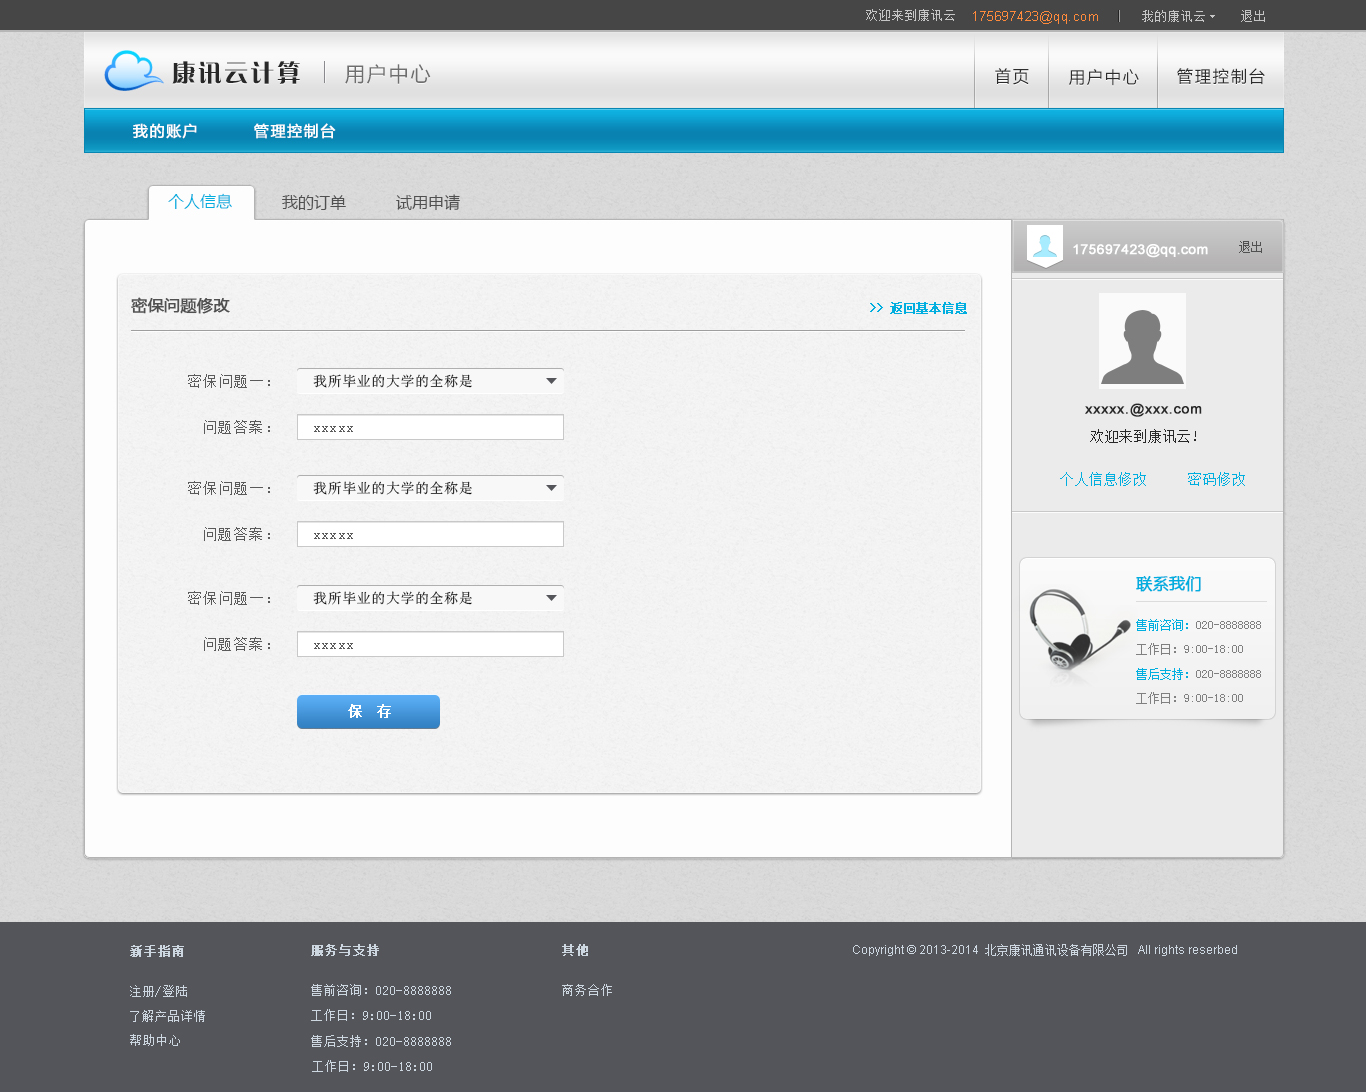 欢迎来到康讯云 175697423@qq.com | 我的康讯云 退出
康讯云计算 | 用户中心
首页 用户中心 管理控制台
我的账户 管理控制台
个人信息 我的订单 试用申请
175697423@qq.com 退出
密保问题修改 >> 返回基本信息
密保问题一： 我所毕业的大学的全称是
问题答案： xxxxx
密保问题一： 我所毕业的大学的全称是
问题答案： xxxxx
密保问题一： 我所毕业的大学的全称是
问题答案： xxxxx
保 存
xxxxx.@xxx.com
欢迎来到康讯云!
个人信息修改 密码修改
联系我们
售前咨询：020-8888888
工作日：9:00-18:00
售后支持：020-8888888
工作日：9:00-18:00
新手指南
注册/登陆
了解产品详情
帮助中心
服务与支持
售前咨询：020-8888888
工作日：9:00-18:00
售后支持：020-8888888
工作日：9:00-18:00
其他
商务合作
Copyright © 2013-2014 北京康讯通讯设备有限公司 All rights reserbed